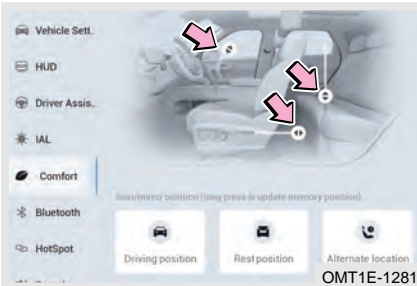 Vehicle Sett.
HUD
Driver Assis..
IAL
Comfort
Seat/mirror position (long press is update memory position)
Bluetooth
HotSpot
Driving position
Rest position
Alternate location
OMT1E-1281